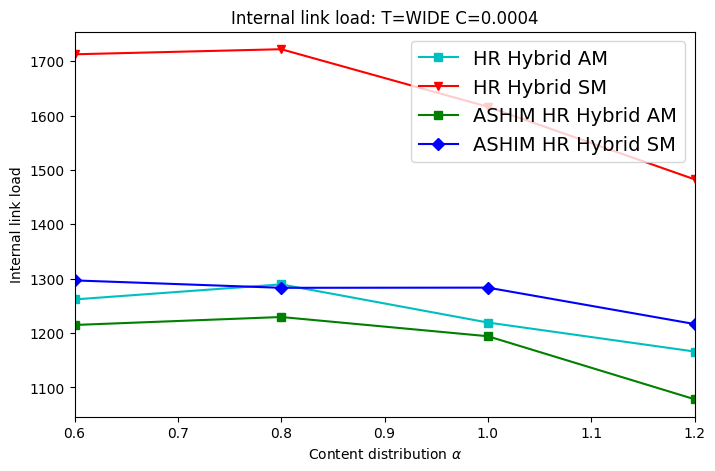 Internal link load: T=WIDE C=0.0004
HR Hybrid AM
HR Hybrid SM
ASHIM HR Hybrid AM
ASHIM HR Hybrid SM
Internal link load
1700
1600
1500
1400
1300
1200
1100
0.6 0.7 0.8 0.9 1.0 1.1 1.2
Content distribution α